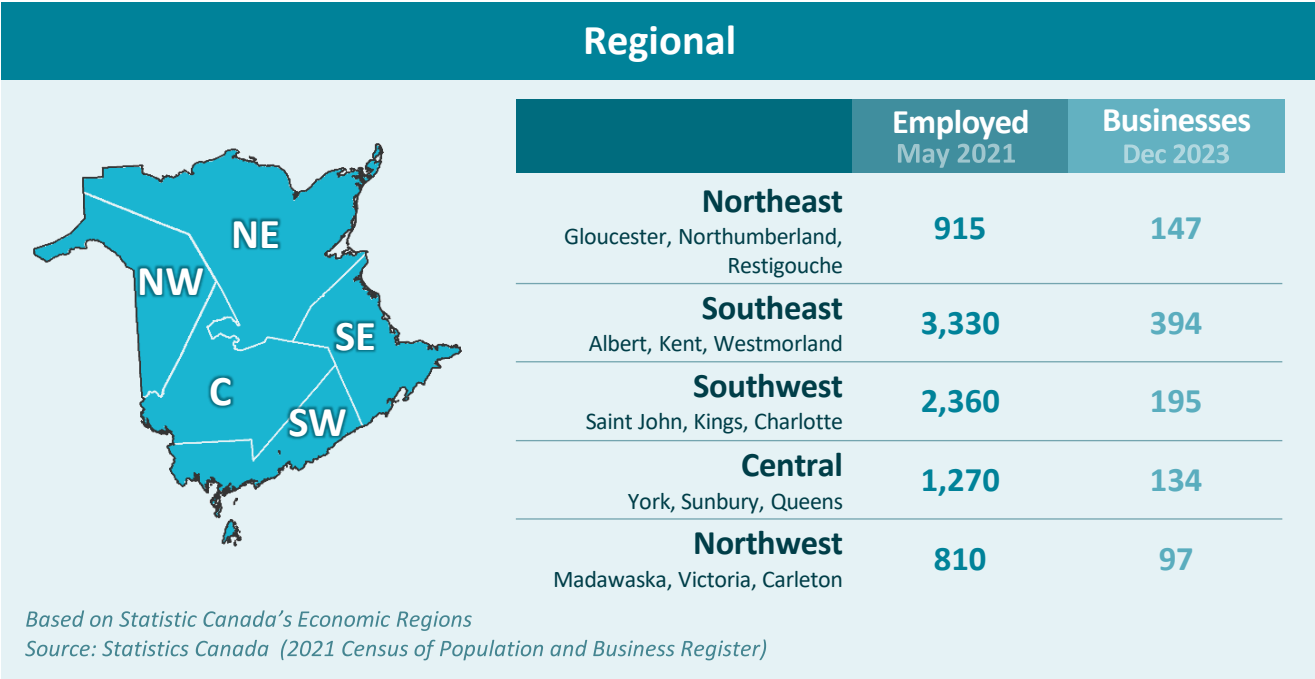 Regional
NE
NW
SE
C
SW
Employed Businesses
May 2021 Dec 2023
Northeast
Gloucester, Northumberland,
Restigouche
915 147
Southeast
Albert, Kent, Westmorland
3,330 394
Southwest
Saint John, Kings, Charlotte
2,360 195
Central
York, Sunbury, Queens
1,270 134
Northwest
Madawaska, Victoria, Carleton
810 97
Based on Statistic Canada’s Economic Regions
Source: Statistics Canada (2021 Census of Population and Business Register)